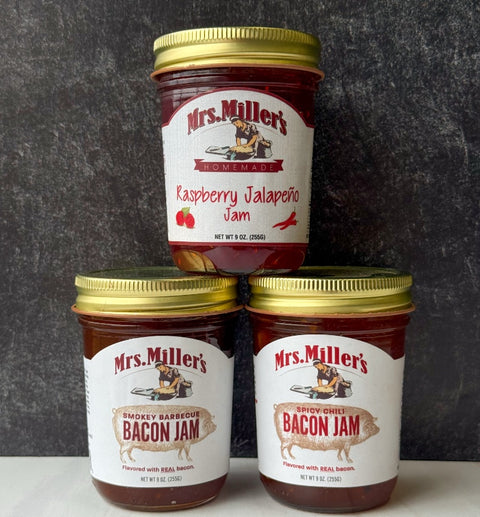 Mrs.Miller's
HOMEMADE
Raspberry Jalapeño
Jam
NET WT 9 OZ. (255G)
Mrs.Miller's
SMOKEY BARBECUE
BACON JAM
Flavored with REAL bacon.
NET WT 9 OZ. (255G)
Mrs.Miller's
SPICY CHILI
BACON JAM
Flavored with REAL bacon.
NET WT 9 OZ. (255G)